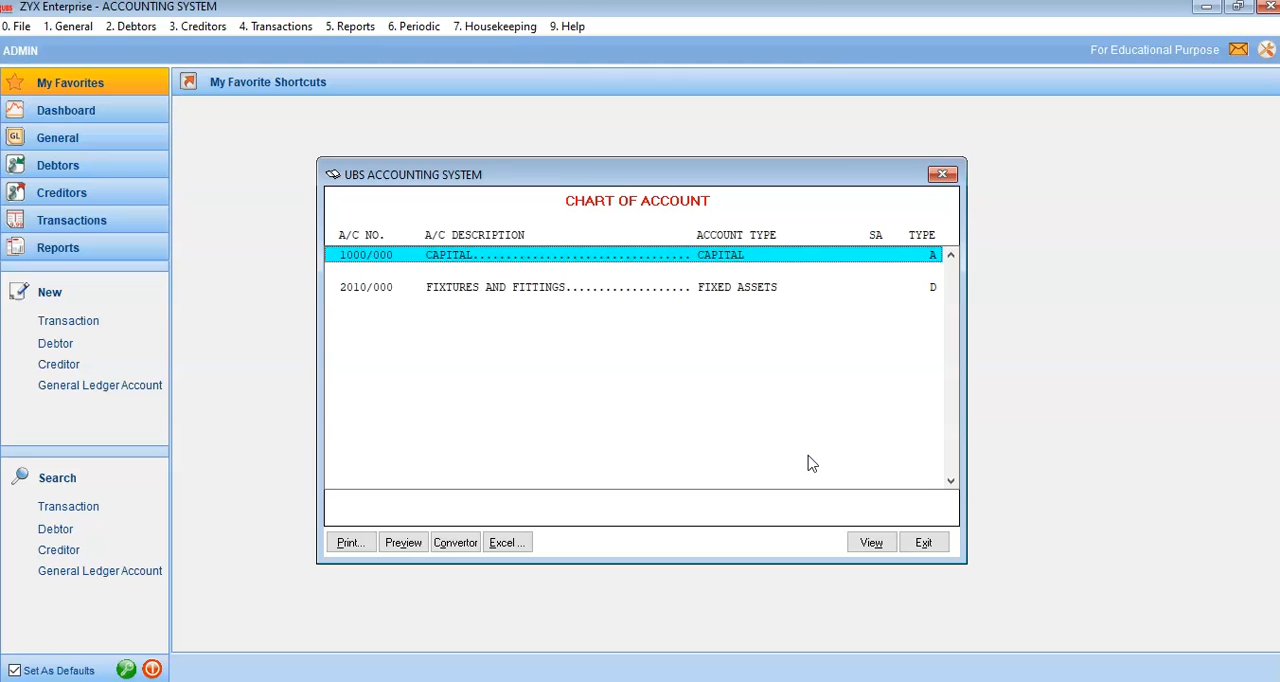 UBS ZYX Enterprise - ACCOUNTING SYSTEM
0. File 1. General 2. Debtors 3. Creditors 4. Transactions 5. Reports 6. Periodic 7. Housekeeping 9. Help
ADMIN For Educational Purpose
My Favorites
My Favorite Shortcuts
Dashboard
GL General
Debtors
Creditors
Transactions
Reports
New
Transaction
Debtor
Creditor
General Ledger Account
Search
Transaction
Debtor
Creditor
General Ledger Account
Set As Defaults
UBS ACCOUNTING SYSTEM
CHART OF ACCOUNT
A/C NO. A/C DESCRIPTION ACCOUNT TYPE SA TYPE
1000/000 CAPITAL.................................. CAPITAL A
2010/000 FIXTURES AND FITTINGS................... FIXED ASSETS D
Print... Preview Convertor Excel ... View Exit